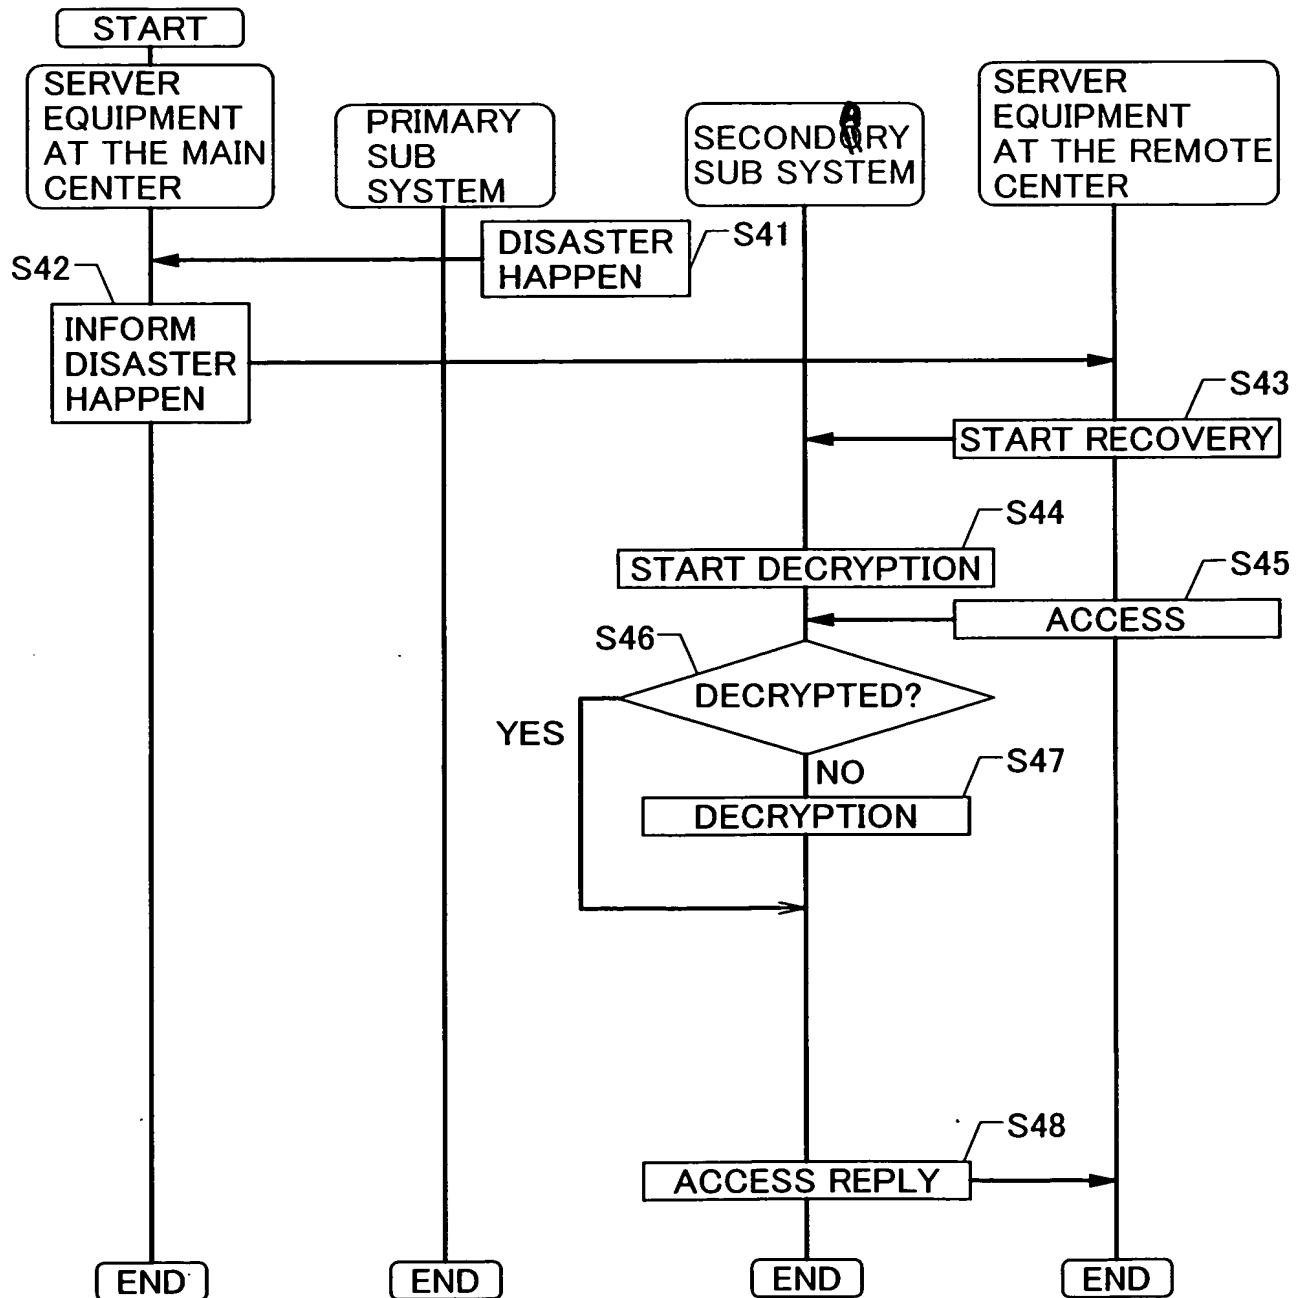 START
SERVER
EQUIPMENT
AT THE MAIN
CENTER
PRIMARY
SUB
SYSTEM
SECONDARY
SUB SYSTEM
SERVER
EQUIPMENT
AT THE REMOTE
CENTER
DISASTER
HAPPEN
S41
S42
INFORM
DISASTER
HAPPEN
S43
START RECOVERY
S44
START DECRYPTION
S45
ACCESS
S46
DECRYPTED?
YES
NO
S47
DECRYPTION
S48
ACCESS REPLY
END
END
END
END